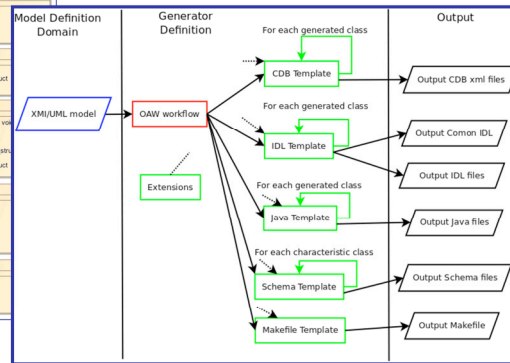 Model Definition
Domain
Generator
Definition
Output
For each generated class
CDB Template
Output CDB xml files
XMI/UML model
OAW workflow
For each generated class
IDL Template
Output Comon IDL
Output IDL files
Extensions
For each generated class
Java Template
Output Java files
For each characteristic class
Schema Template
Output Schema files
Makefile Template
Output Makefile